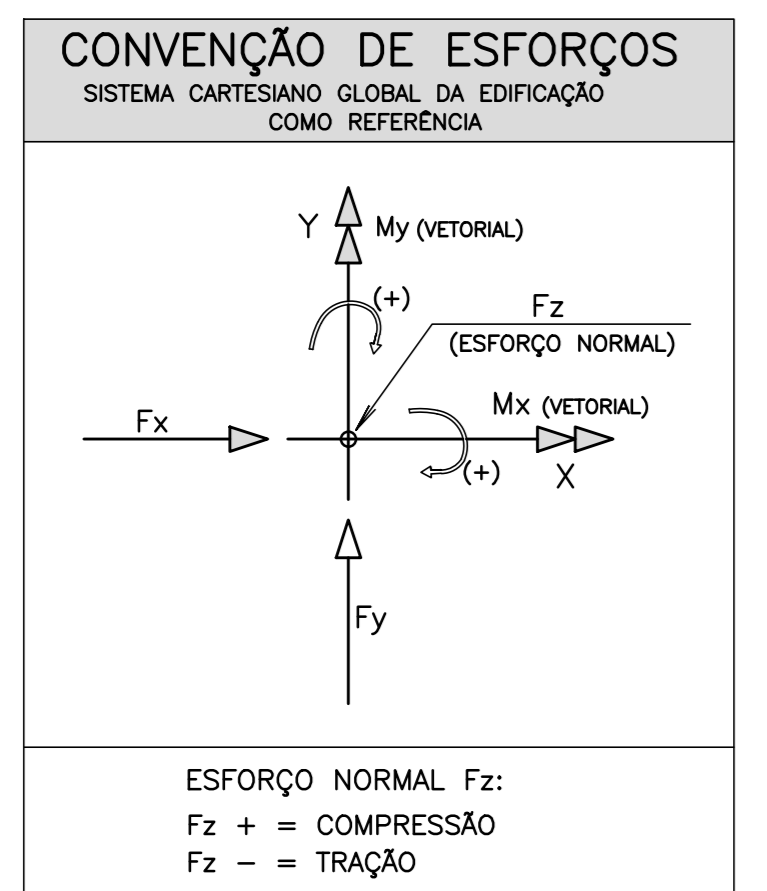 CONVENÇÃO DE ESFORÇOS
SISTEMA CARTESIANO GLOBAL DA EDIFICAÇÃO
COMO REFERÊNCIA
Y
My (VETORIAL)
(+)
Fz
(ESFORÇO NORMAL)
Mx (VETORIAL)
Fx
(+)
X
Fy
ESFORÇO NORMAL Fz:
Fz + = COMPRESSÃO
Fz − = TRAÇÃO